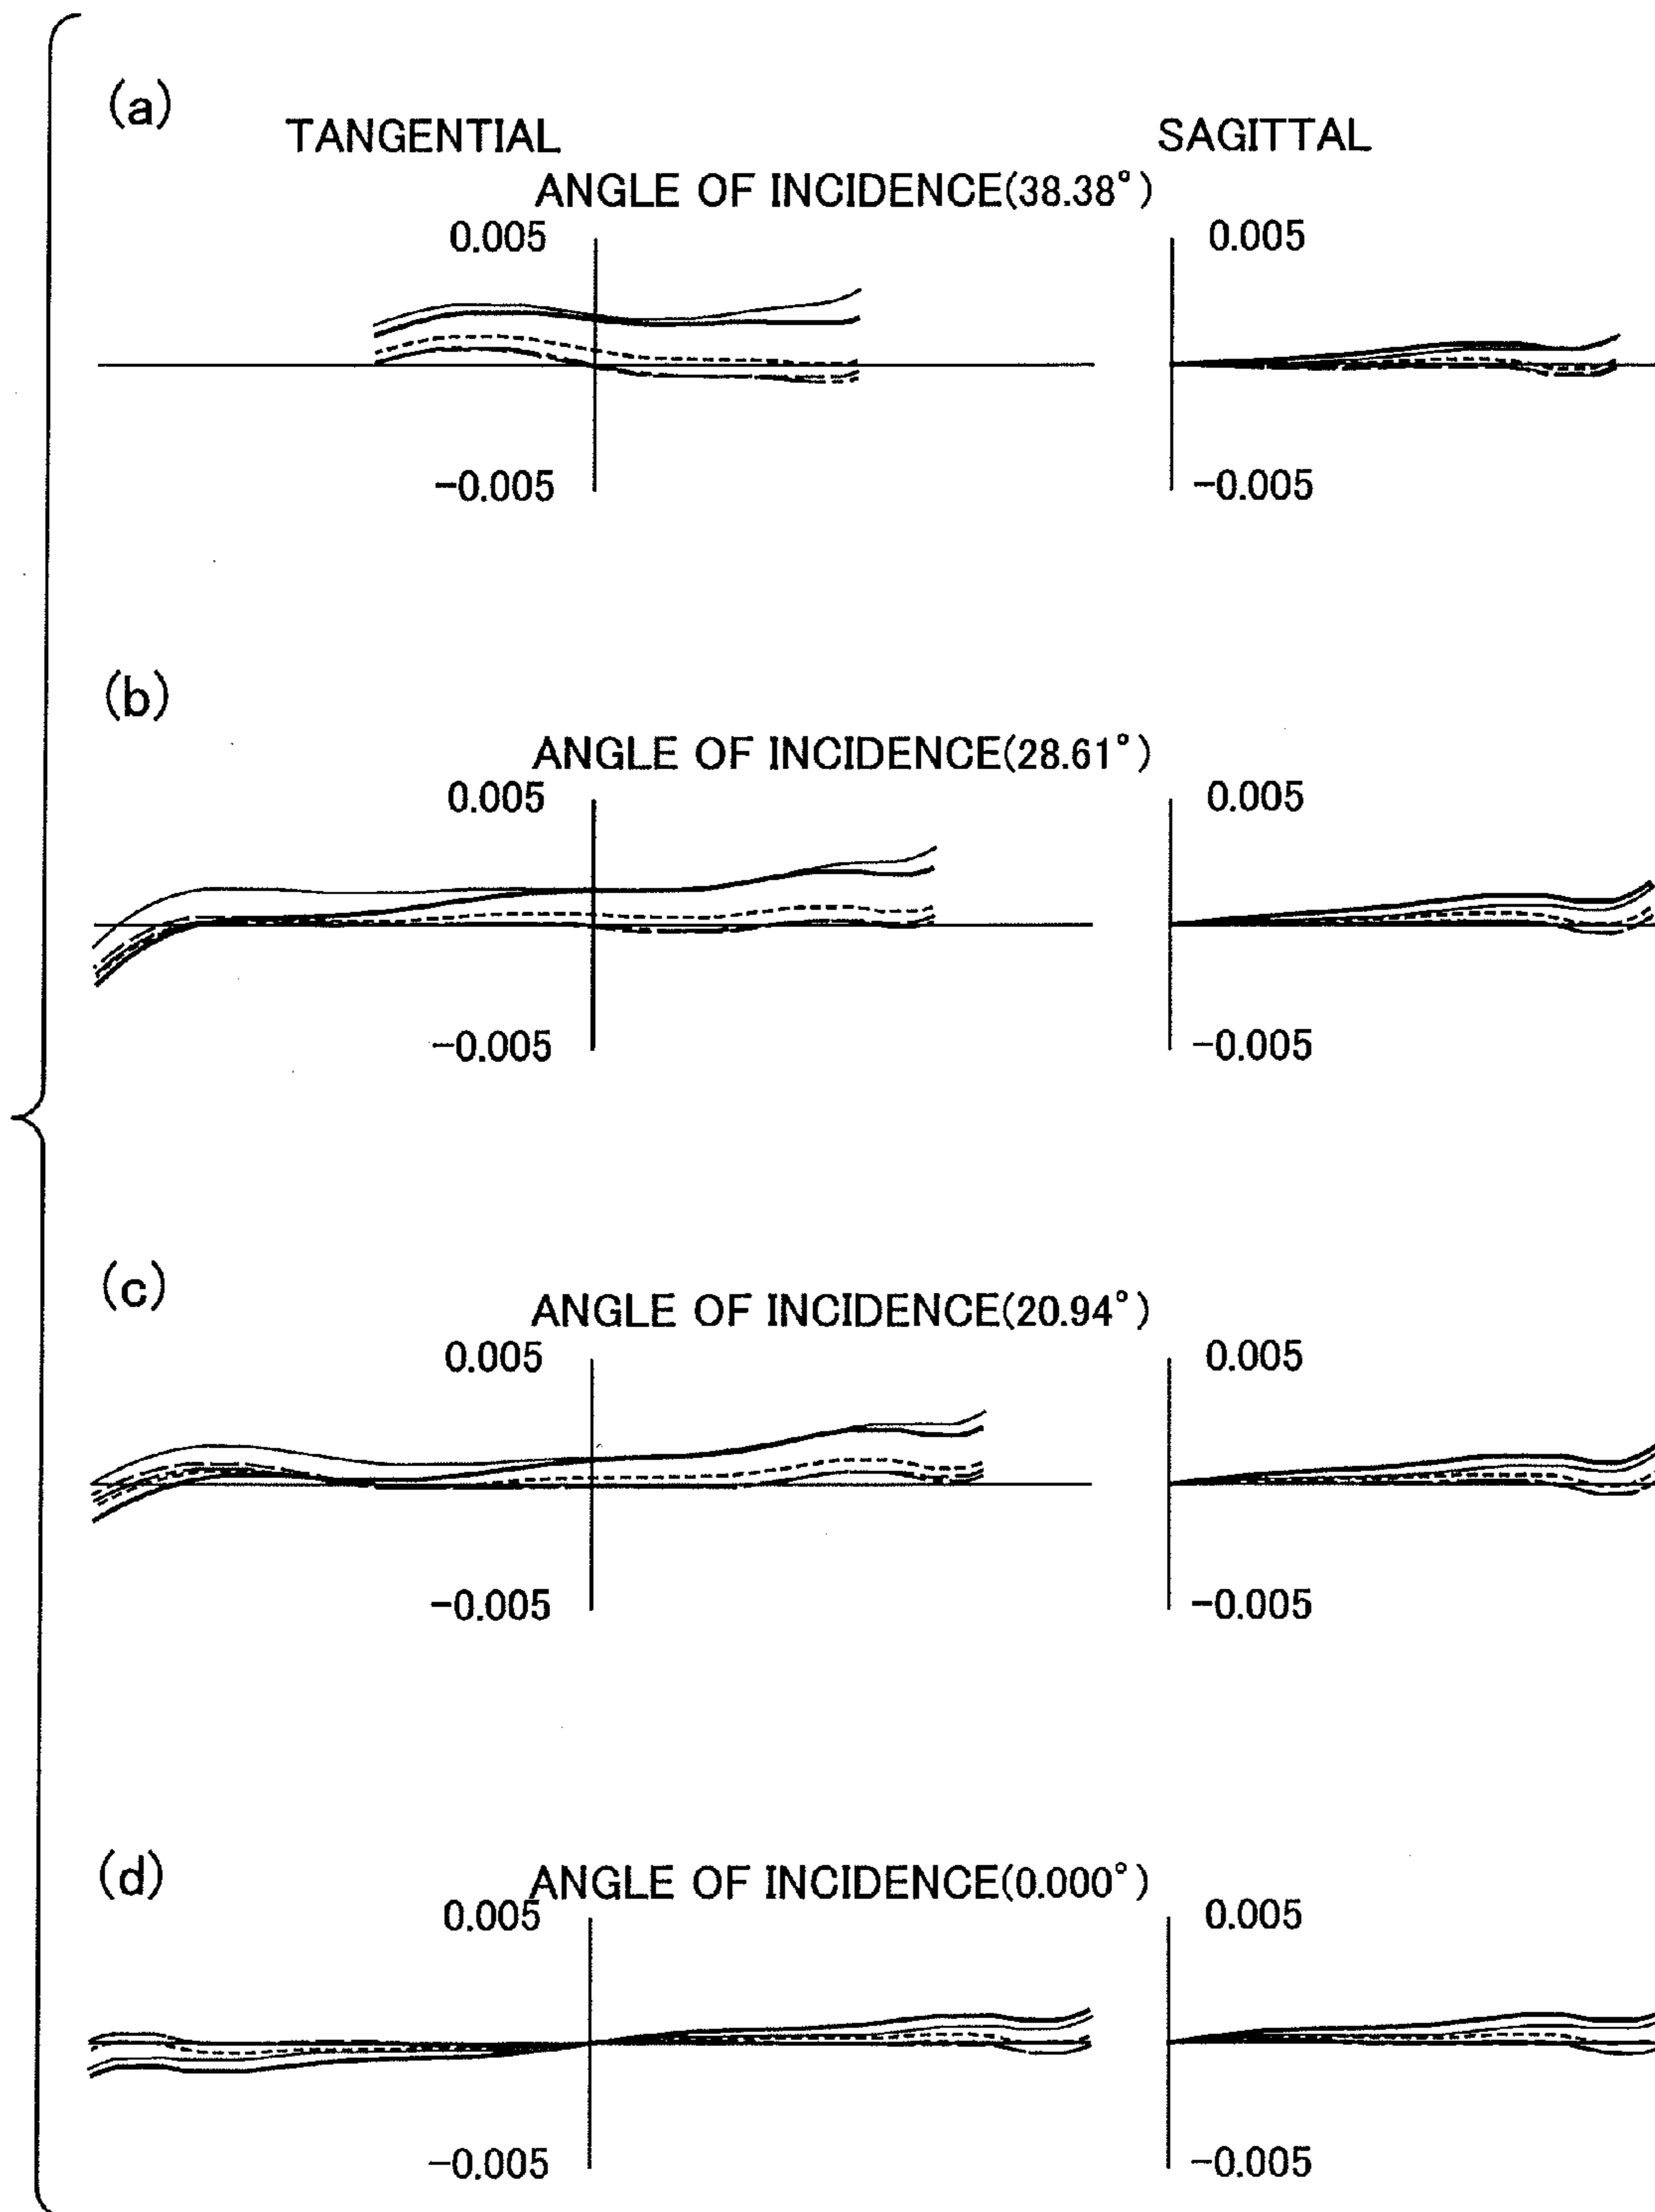 (a)
TANGENTIAL SAGITTAL
ANGLE OF INCIDENCE(38.38°)
0.005 0.005
-0.005 -0.005
(b)
ANGLE OF INCIDENCE(28.61°)
0.005 0.005
-0.005 -0.005
(c)
ANGLE OF INCIDENCE(20.94°)
0.005 0.005
-0.005 -0.005
(d)
ANGLE OF INCIDENCE(0.000°)
0.005 0.005
-0.005 -0.005